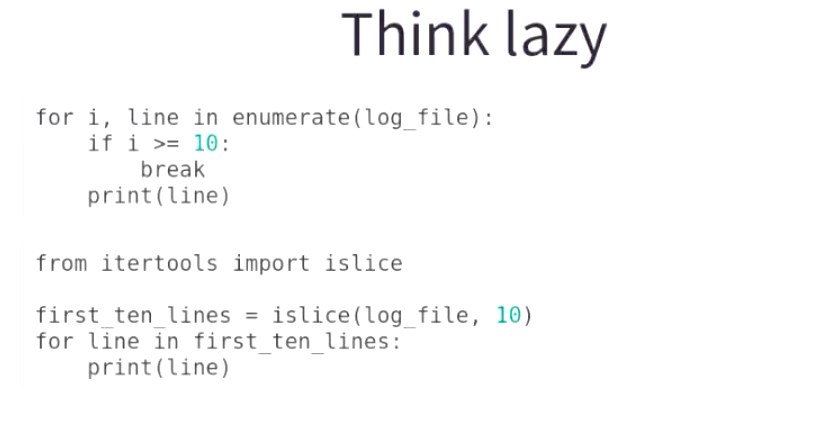 Think lazy
for i, line in enumerate(log_file):
    if i >= 10:
        break
    print(line)
from itertools import islice
first_ten_lines = islice(log_file, 10)
for line in first_ten_lines:
    print(line)